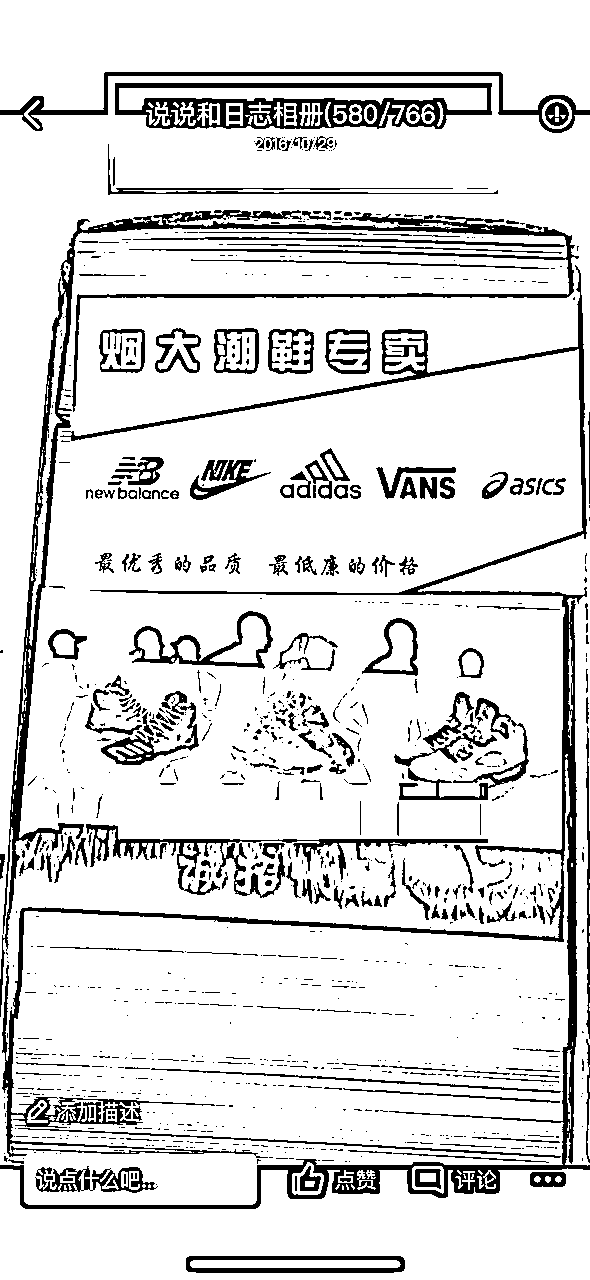 说说和日志相册(580/766)
2016/10/29
烟大潮鞋专卖
new balance NIKE adidas VANS asics
最优秀的品质 最低廉的价格
添加描述
说点什么吧... 点赞 评论